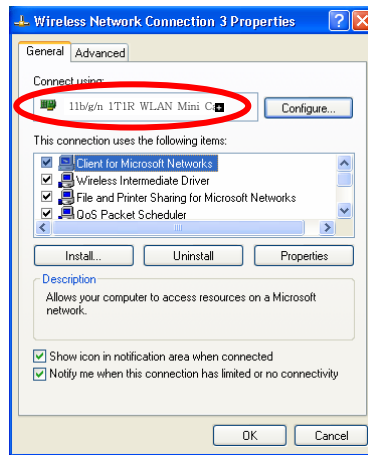 Wireless Network Connection 3 Properties
General Advanced
Connect using:
11b/g/n 1T1R WLAN Mini
Configure...
This connection uses the following items:
Client for Microsoft Networks
Wireless Intermediate Driver
File and Printer Sharing for Microsoft Networks
QoS Packet Scheduler
Install... Uninstall Properties
Description
Allows your computer to access resources on a Microsoft
network.
Show icon in notification area when connected
Notify me when this connection has limited or no connectivity
OK Cancel